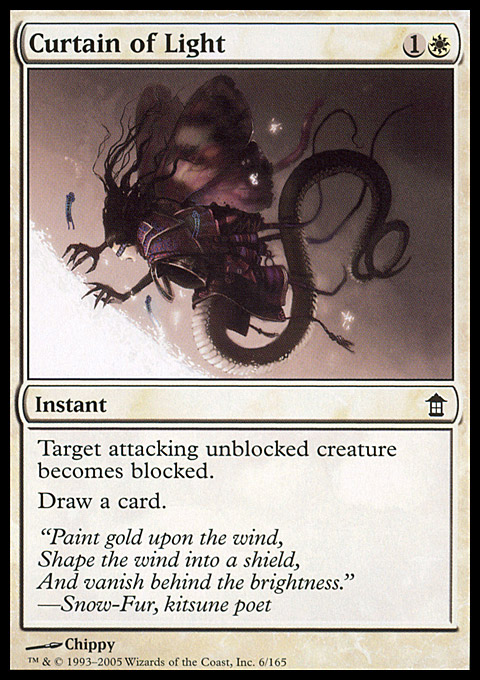 Curtain of Light 1
Instant
Target attacking unblocked creature
becomes blocked.
Draw a card.
“Paint gold upon the wind,
Shape the wind into a shield,
And vanish behind the brightness.”
—Snow-Fur, kitsune poet
Chippy
™ & © 1993–2005 Wizards of the Coast, Inc. 6/165